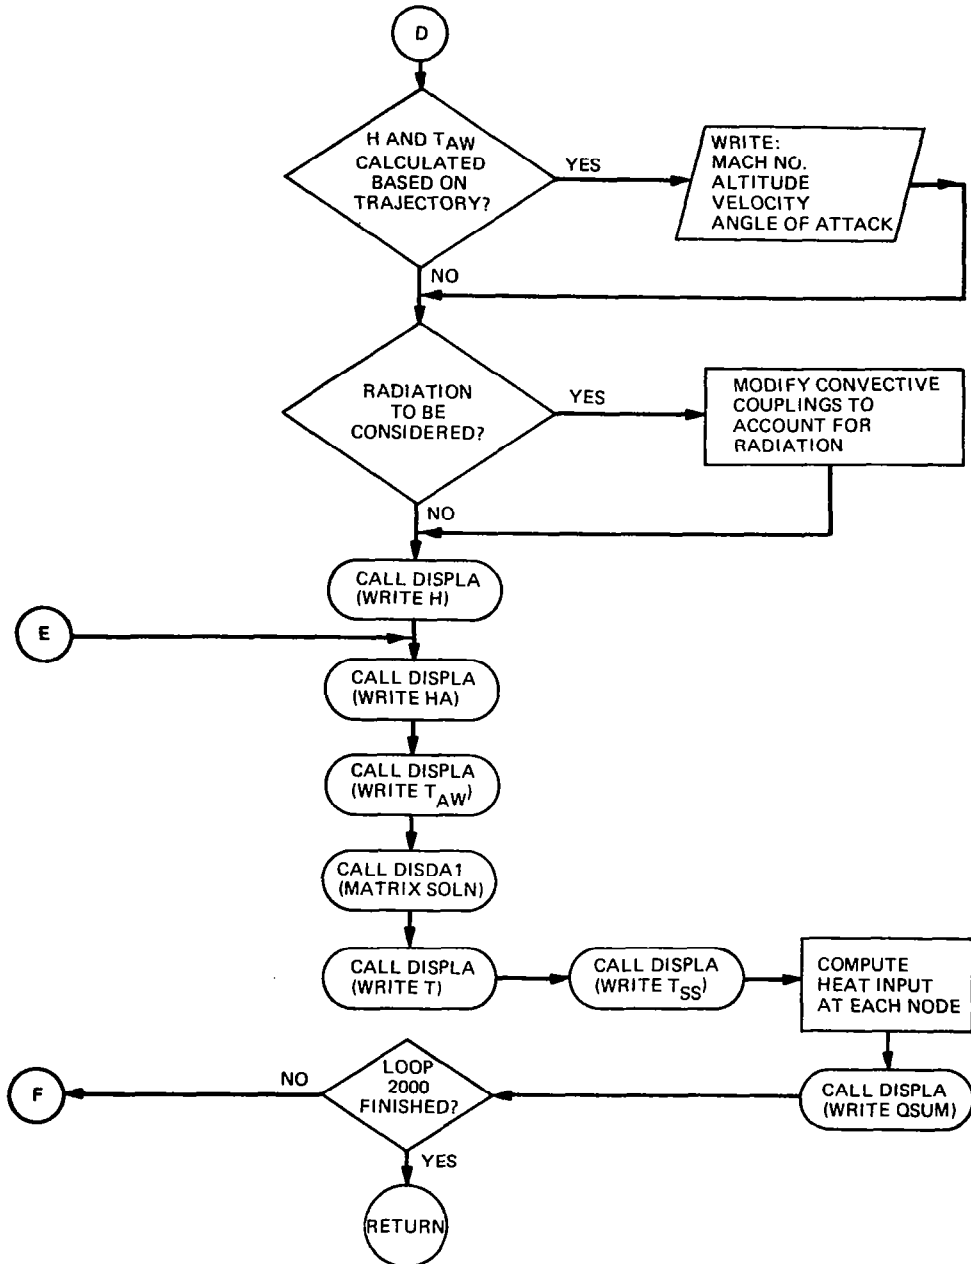 D
H AND TAW
CALCULATED
BASED ON
TRAJECTORY?
YES
WRITE:
MACH NO.
ALTITUDE
VELOCITY
ANGLE OF ATTACK
NO
RADIATION
TO BE
CONSIDERED?
YES
MODIFY CONVECTIVE
COUPLINGS TO
ACCOUNT FOR
RADIATION
NO
CALL DISPLA
(WRITE H)
E
CALL DISPLA
(WRITE HA)
CALL DISPLA
(WRITE TAW)
CALL DISDA1
(MATRIX SOLN)
CALL DISPLA
(WRITE T)
CALL DISPLA
(WRITE TSS)
COMPUTE
HEAT INPUT
AT EACH NODE
CALL DISPLA
(WRITE QSUM)
LOOP
2000
FINISHED?
NO
F
YES
RETURN